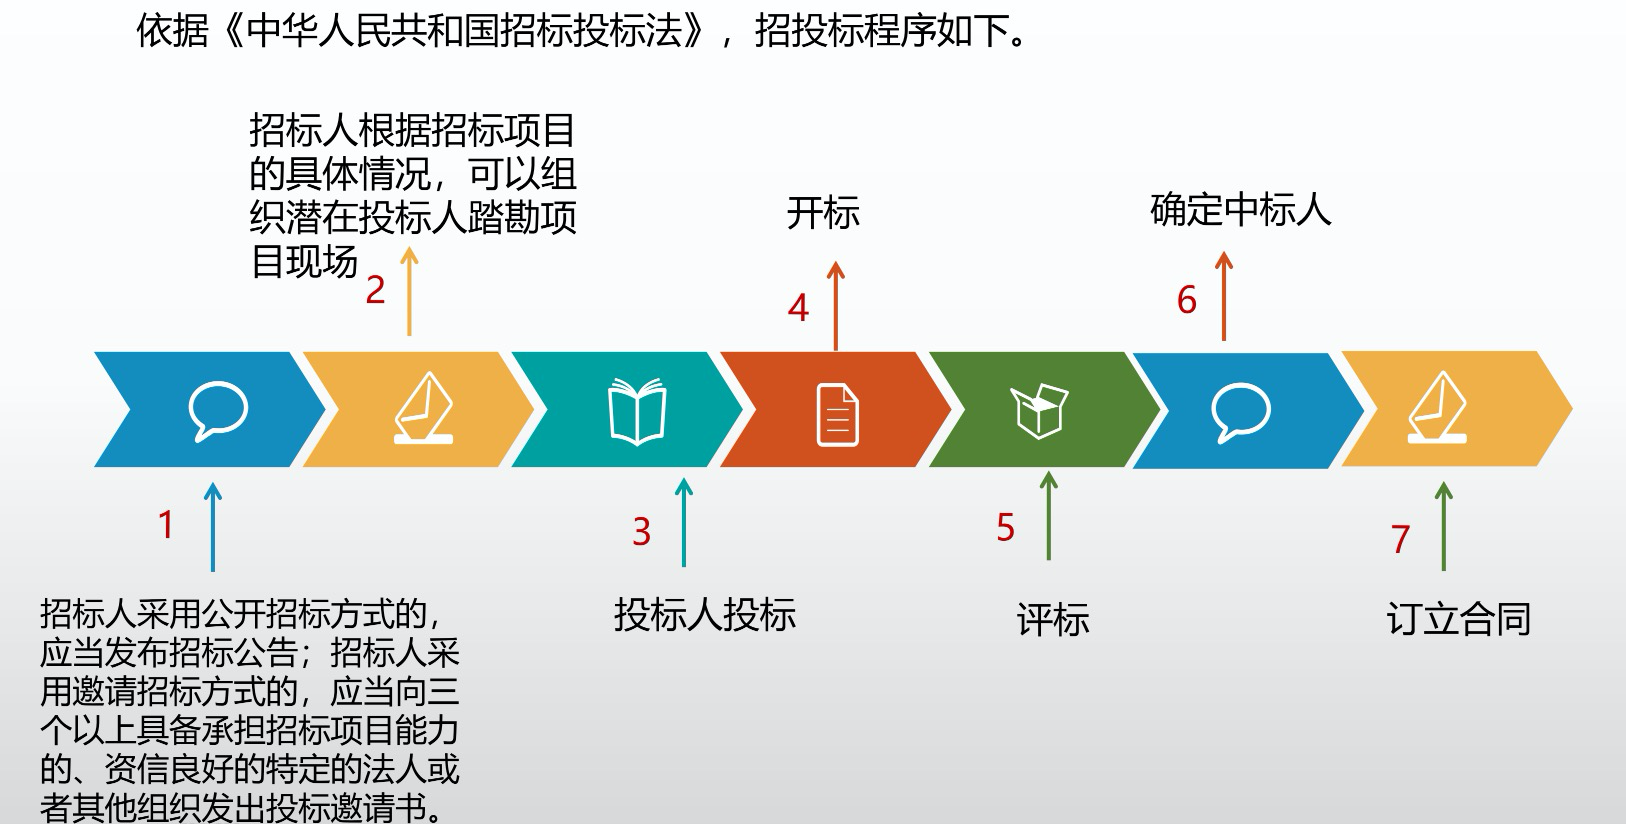 依据《中华人民共和国招标投标法》，招投标程序如下。
招标人根据招标项目
的具体情况，可以组
织潜在投标人踏勘项
目现场
2
开标
4
确定中标人
6
1
招标人采用公开招标方式的，
应当发布招标公告；招标人采
用邀请招标方式的，应当向三
个以上具备承担招标项目能力
的、资信良好的特定的法人或
者其他组织发出投标邀请书。
3
投标人投标
5
评标
7
订立合同